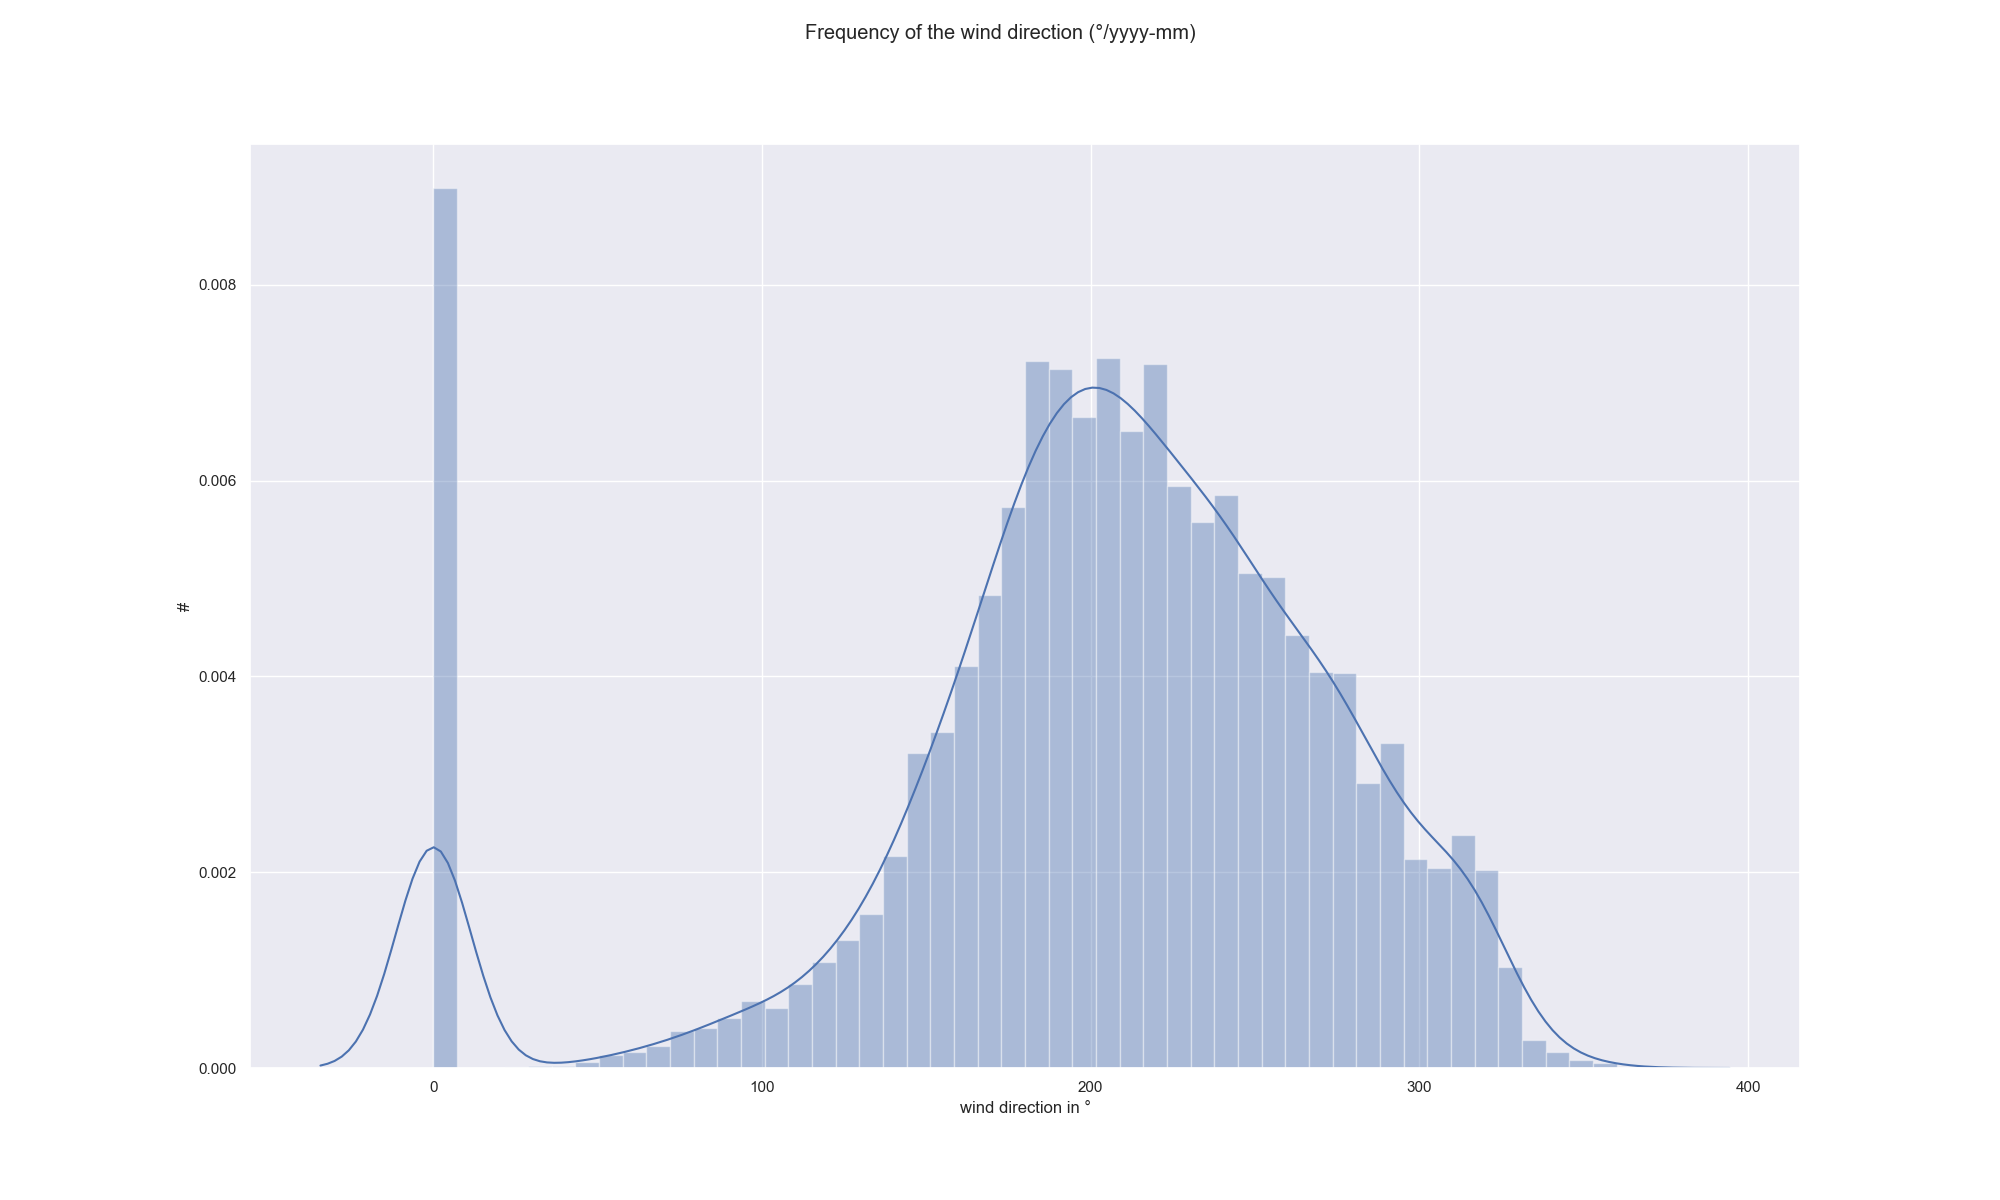 Frequency of the wind direction (°/yyyy-mm)
0.008
0.006
#
0.004
0.002
0.000
0 100 200 300 400
wind direction in °